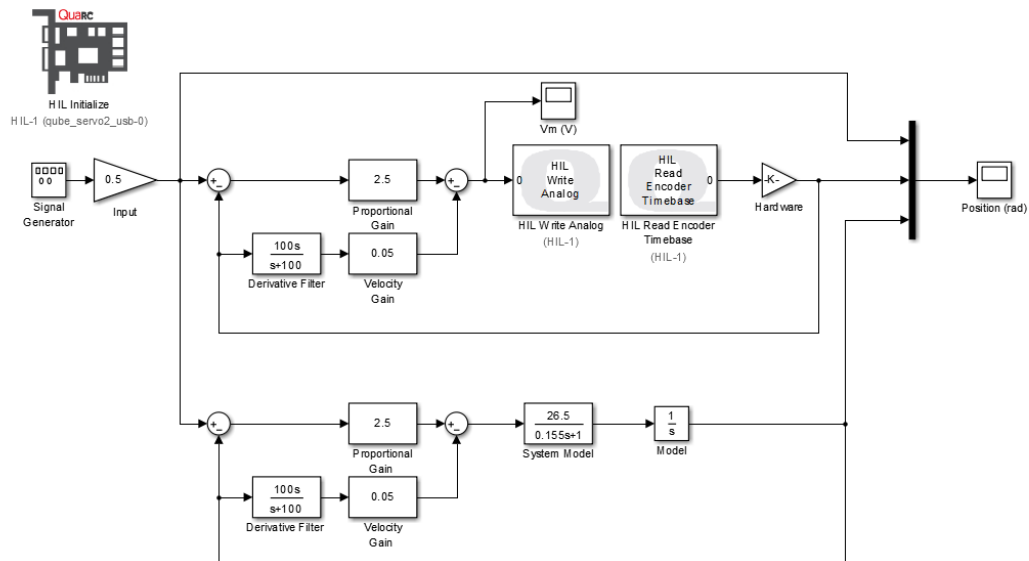 QUARC
HIL Initialize
HIL-1 (qube_servo2_usb-0)
Signal
Generator
0.5
Input
+
-
2.5
Proportional
Gain
+
-
100s
s+100
Derivative Filter
0.05
Velocity
Gain
Vm (V)
0
HIL
Write
Analog
HIL Write Analog
(HIL-1)
HIL
Read
Encoder
Timebase
0
HIL Read Encoder
Timebase
(HIL-1)
-K-
Hardware
Position (rad)
+
-
2.5
Proportional
Gain
+
-
26.5
0.155s+1
System Model
1
s
Model
100s
s+100
Derivative Filter
0.05
Velocity
Gain